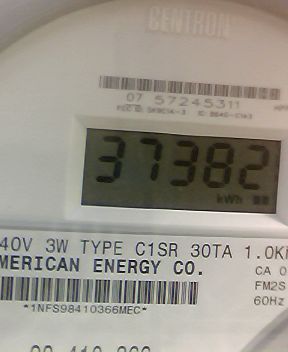 CENTRON
07 57245311
37382
kWh
40V 3W TYPE C1SR 30TA 1.0K
MERICAN ENERGY CO.
CA 0
FM2S
60Hz
*1NFS98410366MEC*